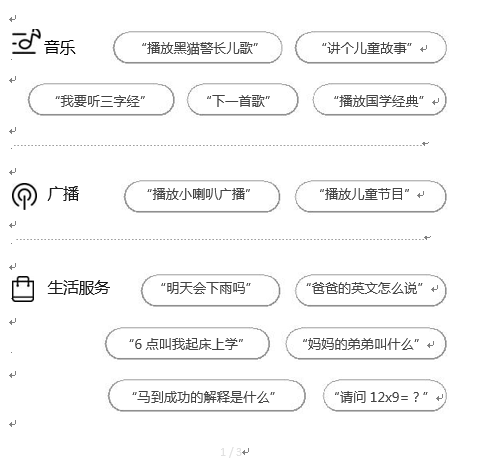 音乐 “播放黑猫警长儿歌” “讲个儿童故事”
“我要听三字经” “下一首歌” “播放国学经典”
广播 “播放小喇叭广播” “播放儿童节目”
生活服务 “明天会下雨吗” “爸爸的英文怎么说”
“6 点叫我起床上学” “妈妈的弟弟叫什么”
“马到成功的解释是什么” “请问 12x9=？”
1 / 3